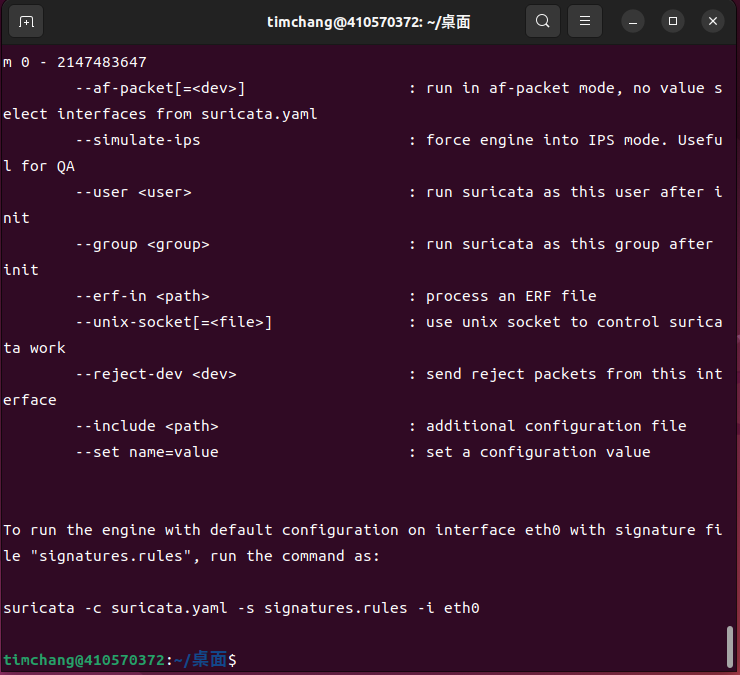 timchang@410570372: ~/桌面
m 0 - 2147483647
        --af-packet[=<dev>]                  : run in af-packet mode, no value s
elect interfaces from suricata.yaml
        --simulate-ips                       : force engine into IPS mode. Usefu
l for QA
        --user <user>                        : run suricata as this user after i
nit
        --group <group>                      : run suricata as this group after
init
        --erf-in <path>                      : process an ERF file
        --unix-socket[=<file>]               : use unix socket to control surica
ta work
        --reject-dev <dev>                   : send reject packets from this int
erface
        --include <path>                     : additional configuration file
        --set name=value                     : set a configuration value
To run the engine with default configuration on interface eth0 with signature fi
le "signatures.rules", run the command as:
suricata -c suricata.yaml -s signatures.rules -i eth0
timchang@410570372:~/桌面$